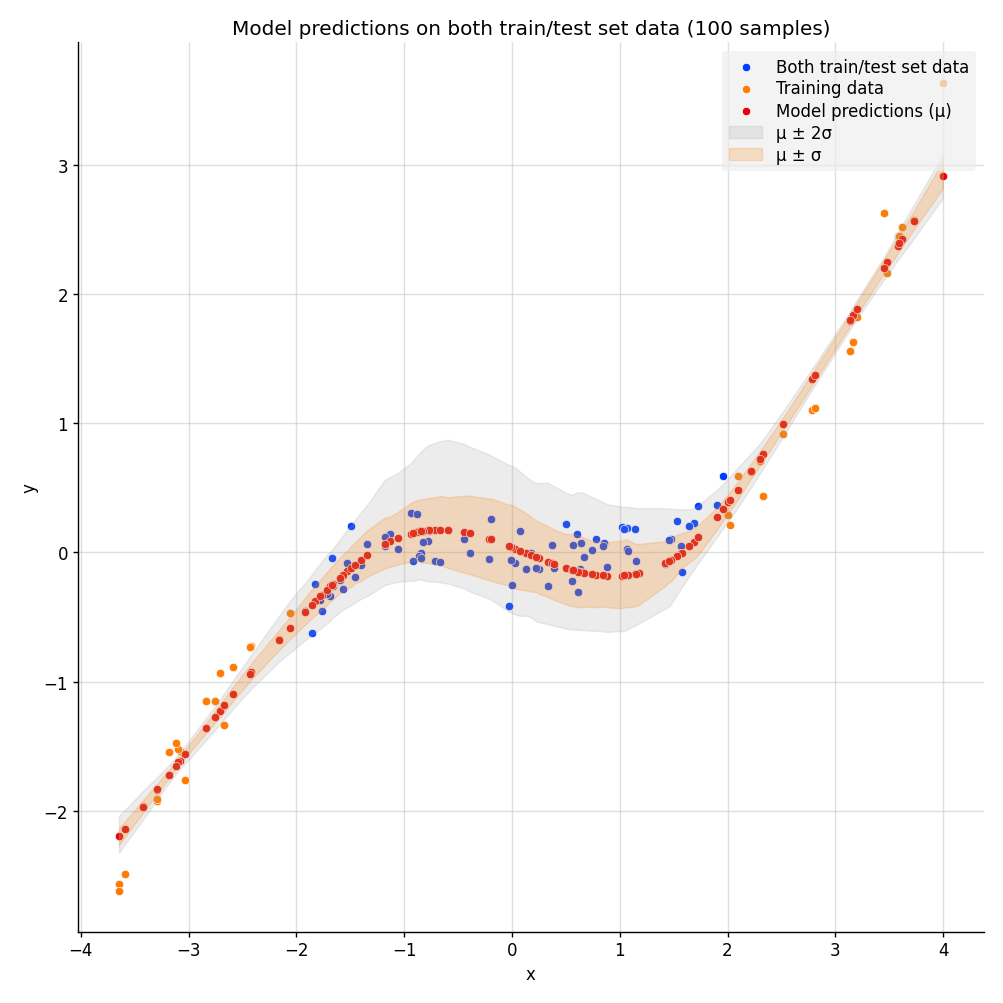 Model predictions on both train/test set data (100 samples)
Both train/test set data
Training data
Model predictions (μ)
μ ± 2σ
μ ± σ
3
2
1
0
−1
−2
y
−4 −3 −2 −1 0 1 2 3 4
x